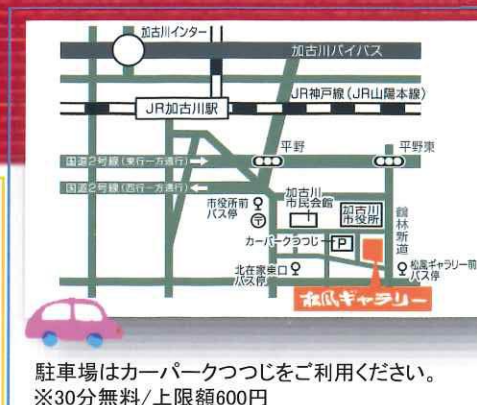 加古川インター
加古川バイパス
JR神戸線(JR山陽本線)
JR加古川駅
平野
平野東
国道2号線(東行一方通行)
国道2号線(西行一方通行)
市役所前
バス停
加古川
市民会館
加古川
市役所
鶴林新道
カーパークつつじ
P
北在家東口
バス停
松風ギャラリー前
バス停
松風ギャラリー
駐車場はカーパークつつじをご利用ください。
※30分無料/上限額600円